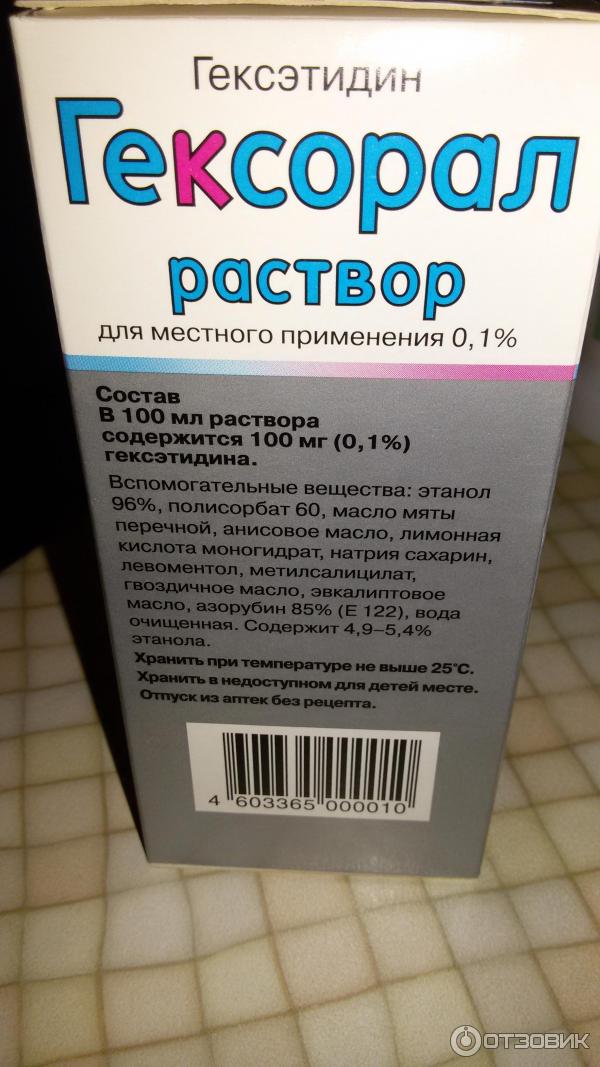 Гексэтидин
Гексорал
раствор
для местного применения 0,1%
Состав
В 100 мл раствора
содержится 100 мг (0,1%)
гексэтидина.
Вспомогательные вещества: этанол
96%, полисорбат 60, масло мяты
перечной, анисовое масло, лимонная
кислота моногидрат, натрия сахарин,
левоментол, метилсалицилат,
гвоздичное масло, эвкалиптовое
масло, азорубин 85% (Е 122), вода
очищенная. Содержит 4,9–5,4%
этанола.
Хранить при температуре не выше 25°С.
Хранить в недоступном для детей месте.
Отпуск из аптек без рецепта.
4 603365 000010
ОТЗОВИК